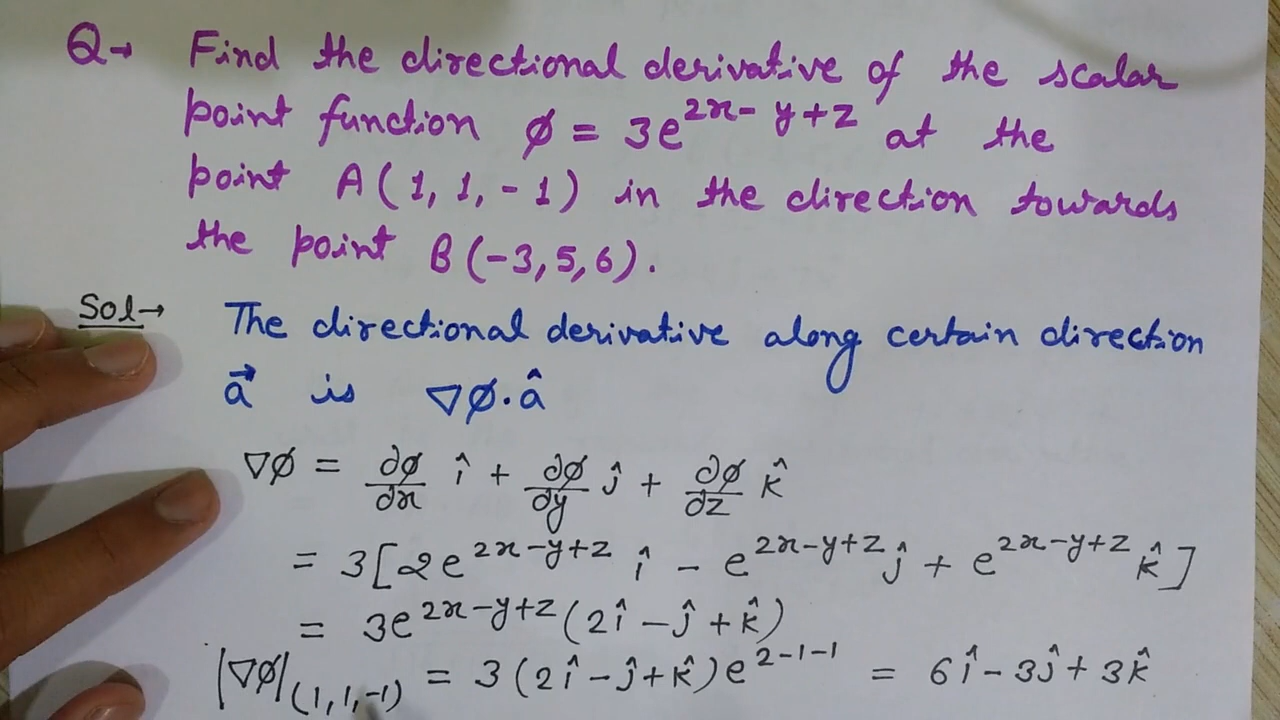 Q→ Find the directional derivative of the scalar
point function ø = 3e^{2x-y+z} at the
point A(1, 1, -1) in the direction towards
the point B(-3, 5, 6).
Sol→ The directional derivative along certain direction
a⃗ is ∇ø.â
∇ø = ∂ø/∂x î + ∂ø/∂y ĵ + ∂ø/∂z k̂
= 3[2e^{2x-y+z} î - e^{2x-y+z} ĵ + e^{2x-y+z} k̂]
= 3e^{2x-y+z}(2î - ĵ + k̂)
|∇ø|_{(1,1,-1)} = 3(2î - ĵ + k̂)e^{2-1-1} = 6î - 3ĵ + 3k̂